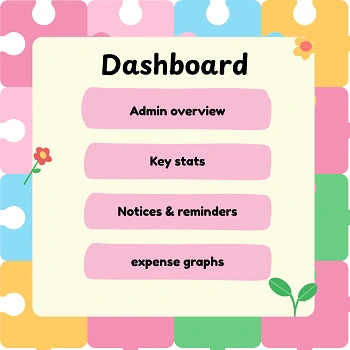 Dashboard
Admin overview
Key stats
Notices & reminders
expense graphs